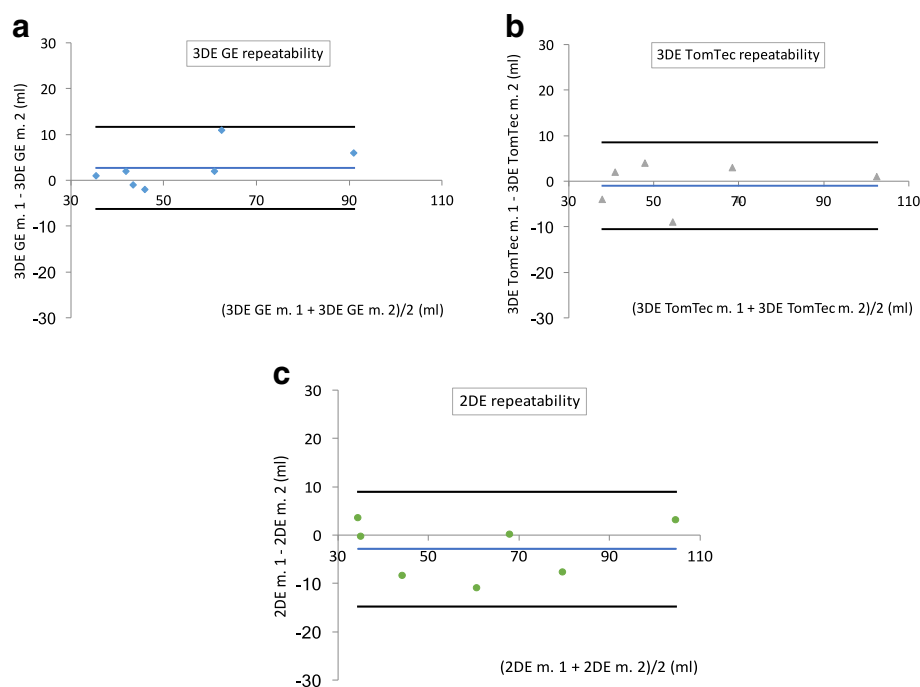 a
3DE GE repeatability
3DE GE m. 1 - 3DE GE m. 2 (ml)
30
20
10
0
-10
-20
-30
30 50 70 90 110
(3DE GE m. 1 + 3DE GE m. 2)/2 (ml)
b
3DE TomTec repeatability
3DE TomTec m. 1 - 3DE TomTec m. 2 (ml)
30
20
10
0
-10
-20
-30
30 50 70 90 110
(3DE TomTec m. 1 + 3DE TomTec m. 2)/2 (ml)
c
2DE repeatability
2DE m. 1 - 2DE m. 2 (ml)
30
20
10
0
-10
-20
-30
30 50 70 90 110
(2DE m. 1 + 2DE m. 2)/2 (ml)